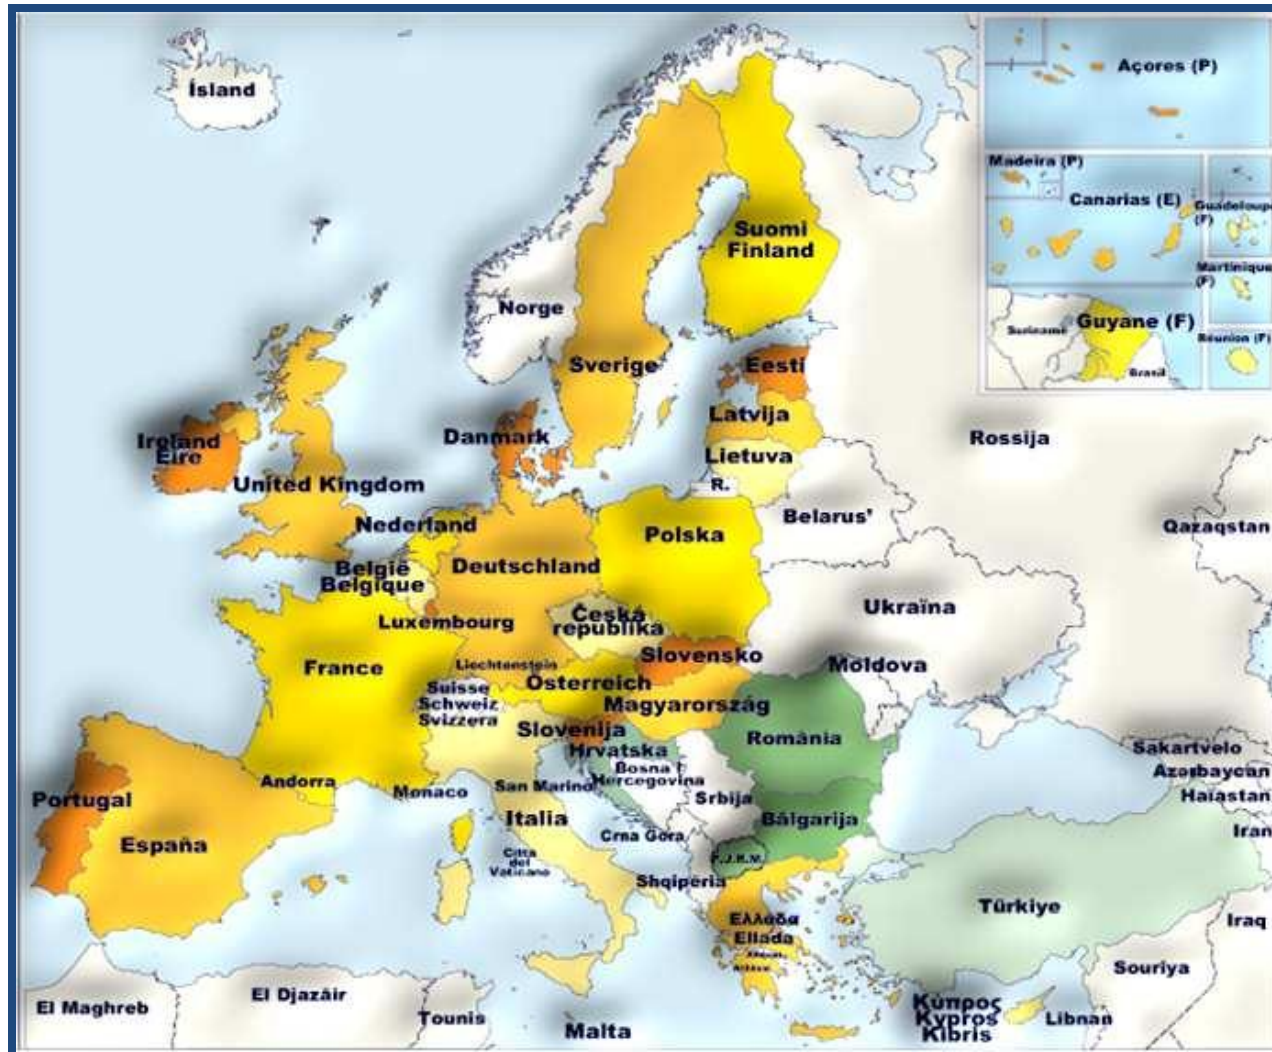 Ísland
Açores (P)
Madeira (P)
Canarias (E)
Guadeloupe
(F)
Martinique
(F)
Guyane (F)
Suriname
Brasil
Réunion (F)
Suomi
Finland
Norge
Sverige
Eesti
Latvija
Lietuva
R.
Danmark
Ireland
Eire
United Kingdom
Nederland
België
Belgique
Deutschland
Polska
Belarus'
Rossija
Qazaqstan
Luxembourg
Česká
republika
Ukraïna
France
Liechtenstein
Slovensko
Moldova
Suisse
Schweiz
Svizzera
Österreich
Magyarország
Slovenija
Hrvatska
România
Bosna i
Hercegovina
Andorra
Monaco
San Marino
Srbija
Sakartvelo
Azərbaycan
Haiastan
Iran
Portugal
España
Italia
Crna Gora
Bălgarija
Città
del
Vaticano
F.J.R.M.
Shqipëria
Ελλάδα
Ellada
Türkiye
Iraq
Souriya
El Maghreb
El Djazâir
Tounis
Malta
Κύπρος
Kypros
Kibris
Libnan